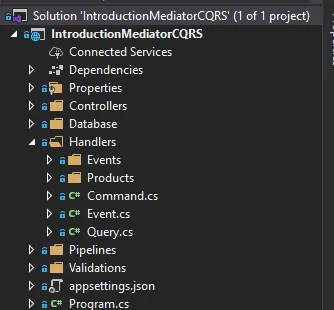 Solution 'IntroductionMediatorCQRS' (1 of 1 project)
IntroductionMediatorCQRS
Connected Services
Dependencies
Properties
Controllers
Database
Handlers
Events
Products
C# Command.cs
C# Event.cs
C# Query.cs
Pipelines
Validations
appsettings.json
C# Program.cs